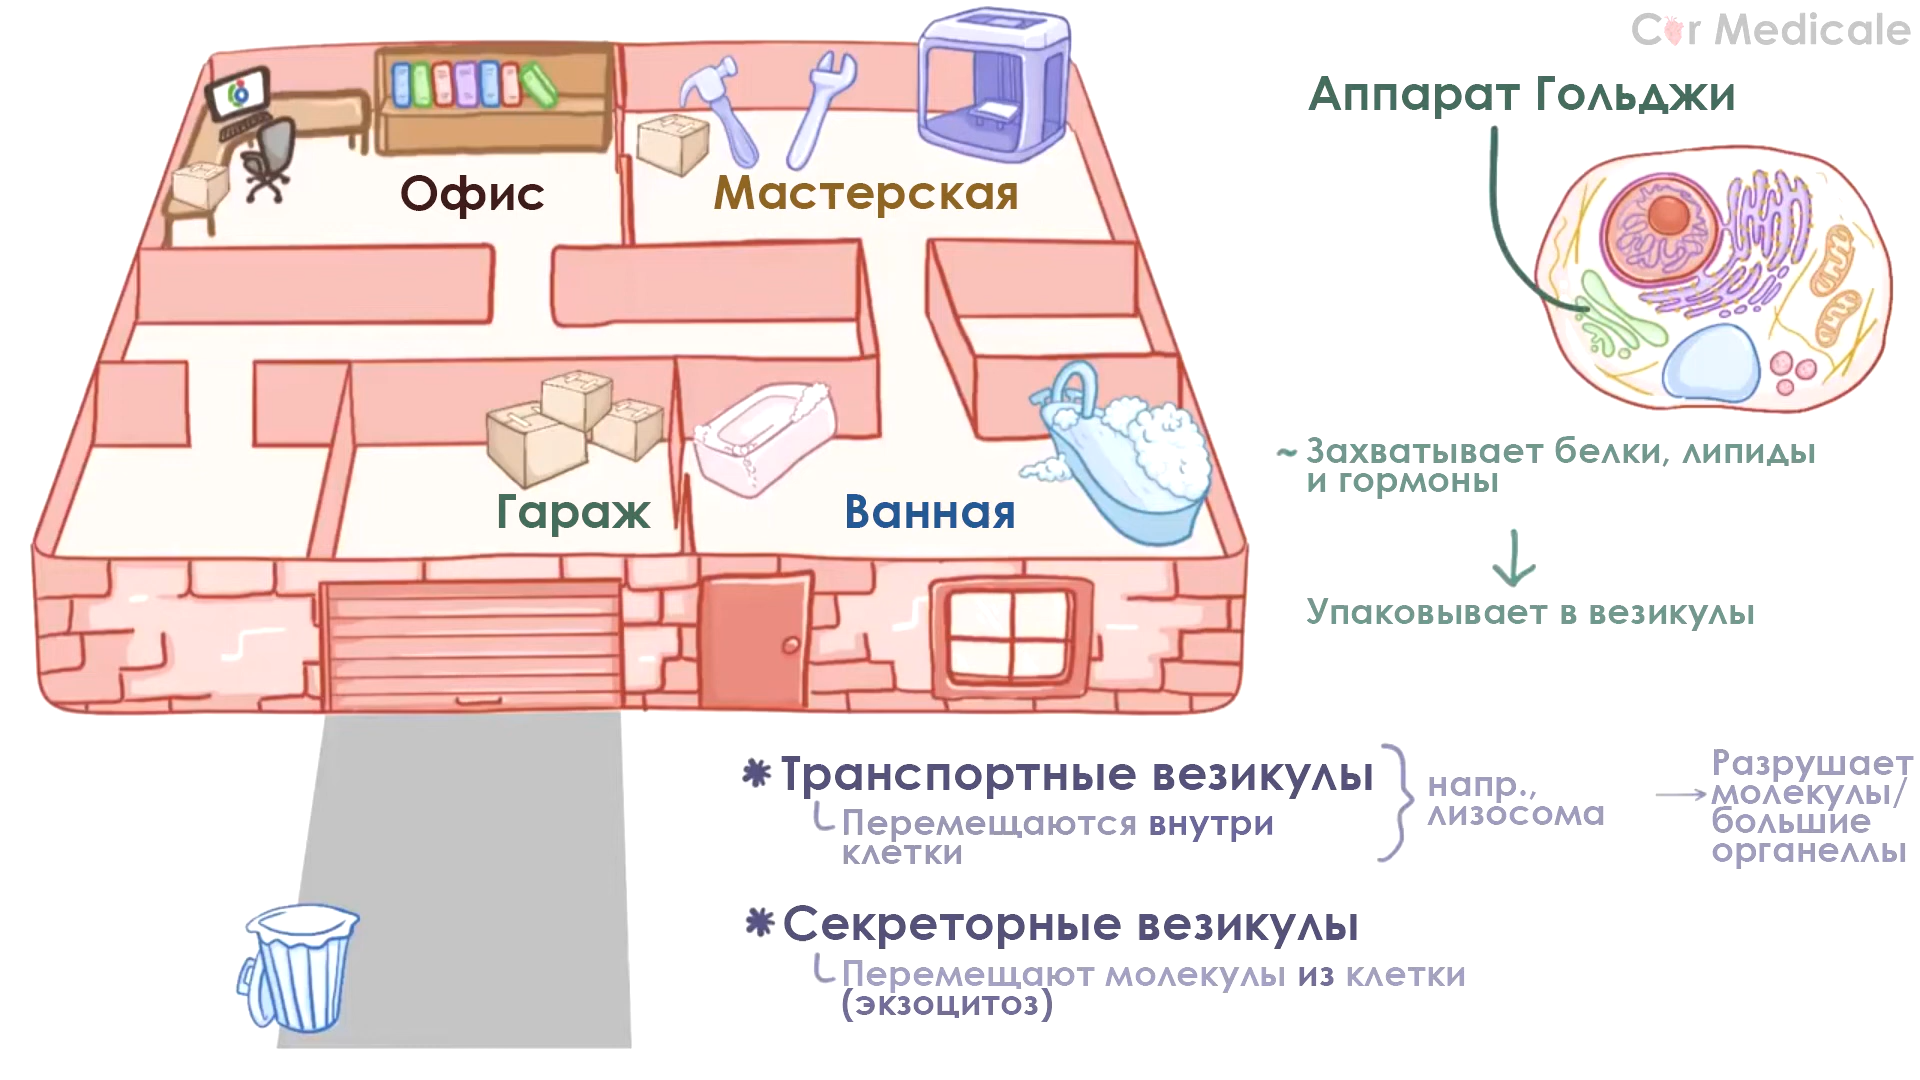 Cor Medicale
Аппарат Гольджи
Офис
Мастерская
Гараж
Ванная
~ Захватывает белки, липиды
и гормоны
Упаковывает в везикулы
* Транспортные везикулы
Перемещаются внутри
клетки
напр.,
лизосома
Разрушает
молекулы/
большие
органеллы
* Секреторные везикулы
Перемещают молекулы из клетки
(экзоцитоз)